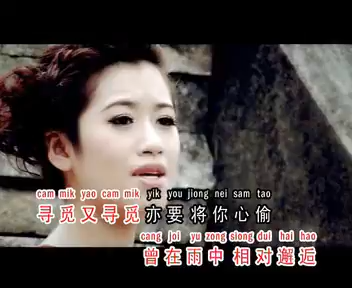 cam mik yao cam mik yik you jiong nei sam tao
寻觅又寻觅亦要将你心偷
cang joi yu zong siong dui hai hao
曾在雨中相对邂逅